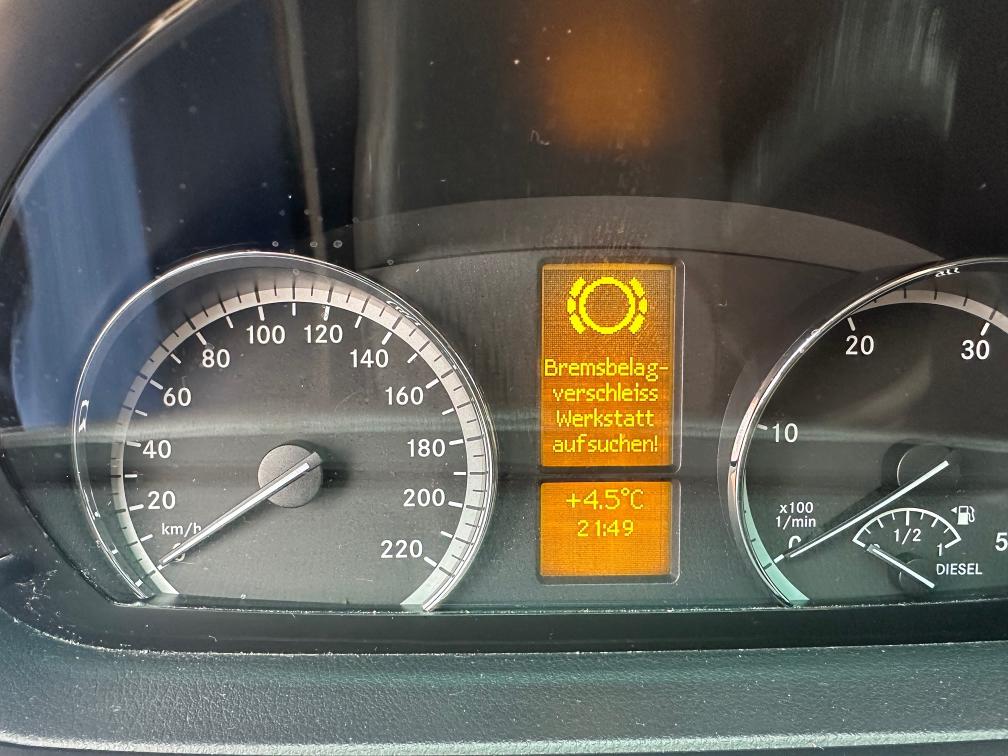 20
40
60
80
100
120
140
160
180
200
220
km/h
Bremsbelag-
verschleiss
Werkstatt
aufsuchen!
+4.5°C
21:49
0
10
20
30
x100
1/min
1/2
1
DIESEL